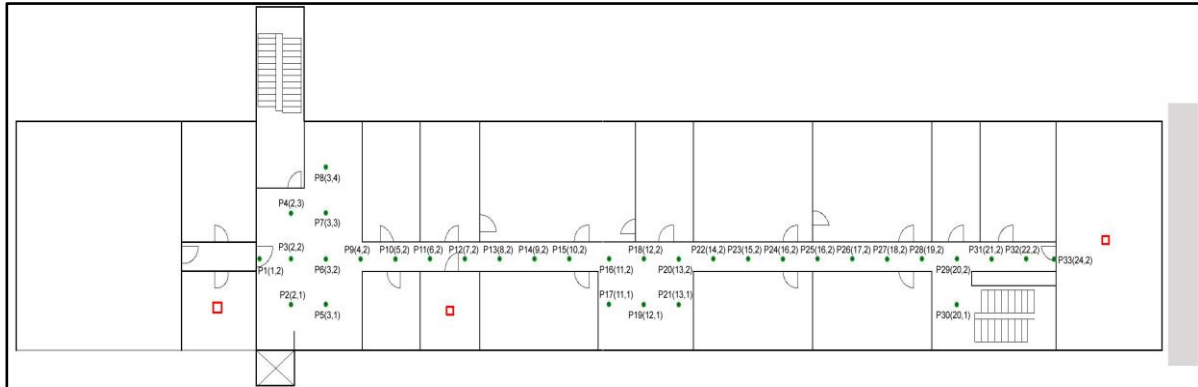 P8(3,4)
P4(2,3)
P7(3,3)
P3(2,2)
P9(4,2)
P10(5,2)
P11(6,2)
P12(7,2)
P13(8,2)
P14(9,2)
P15(10,2)
P18(12,2)
P22(14,2)
P23(15,2)
P24(16,2)
P25(16,2)
P26(17,2)
P27(18,2)
P28(19,2)
P31(21,2)
P32(22,2)
P1(1,2)
P6(3,2)
P16(11,2)
P20(13,2)
P29(20,2)
P33(24,2)
P2(2,1)
P5(3,1)
P17(11,1)
P19(12,1)
P21(13,1)
P30(20,1)